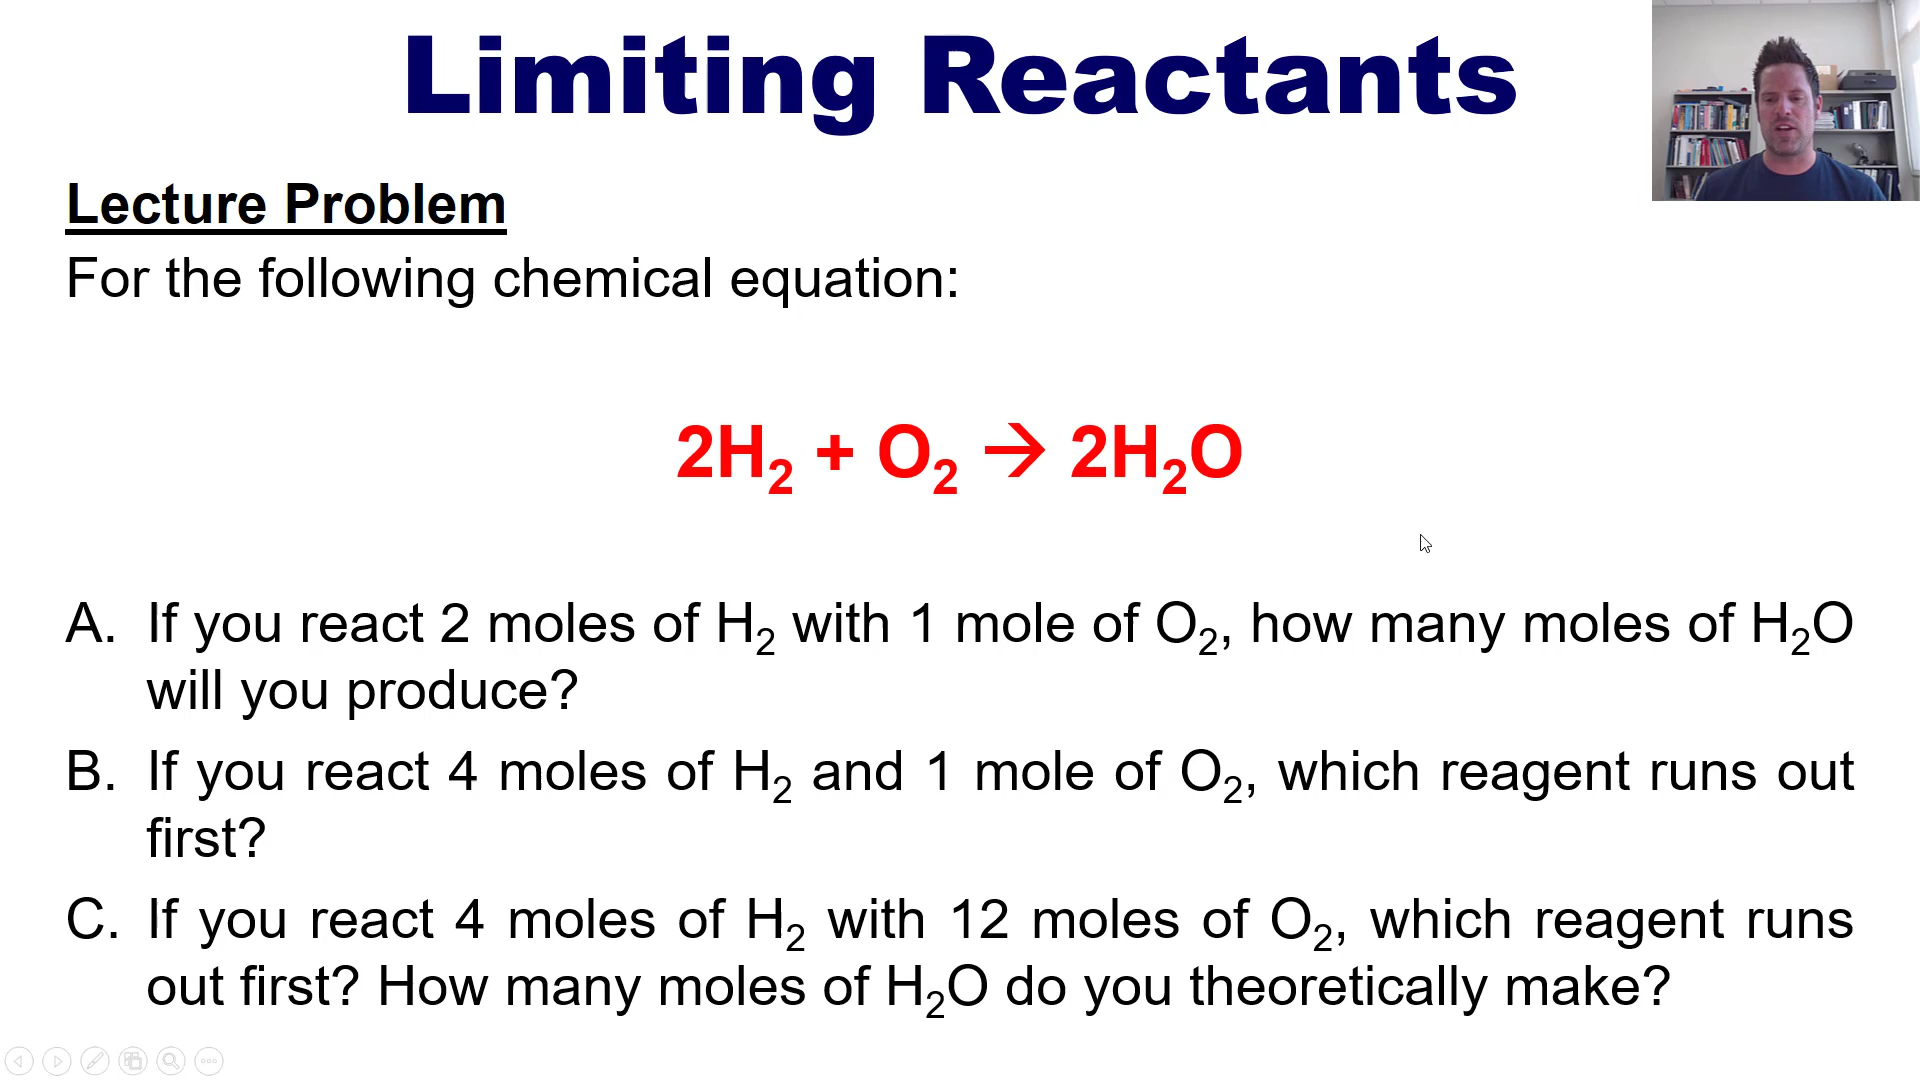 Limiting Reactants
Lecture Problem
For the following chemical equation:
2H₂ + O₂ → 2H₂O
A. If you react 2 moles of H₂ with 1 mole of O₂, how many moles of H₂O
will you produce?
B. If you react 4 moles of H₂ and 1 mole of O₂, which reagent runs out
first?
C. If you react 4 moles of H₂ with 12 moles of O₂, which reagent runs
out first? How many moles of H₂O do you theoretically make?